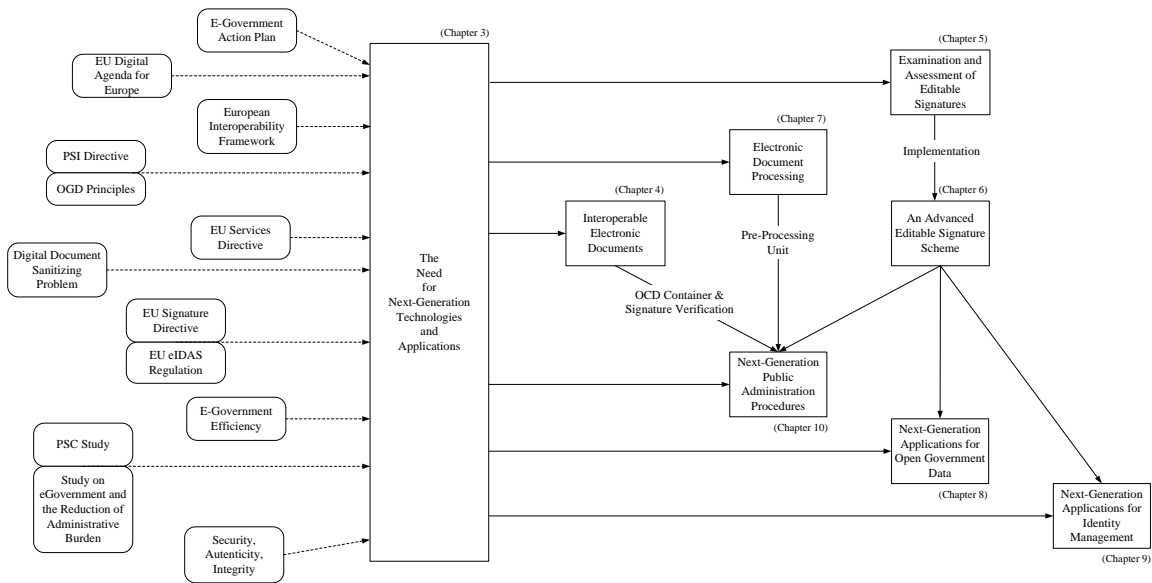 E-Government
Action Plan
EU Digital
Agenda for
Europe
European
Interoperability
Framework
PSI Directive
OGD Principles
EU Services
Directive
Digital Document
Sanitizing
Problem
EU Signature
Directive
EU eIDAS
Regulation
E-Government
Efficiency
PSC Study
Study on
eGovernment and
the Reduction of
Administrative
Burden
Security,
Autenticity,
Integrity
(Chapter 3)
The
Need
for
Next-Generation
Technologies
and
Applications
(Chapter 4)
Interoperable
Electronic
Documents
OCD Container &
Signature Verification
(Chapter 7)
Electronic
Document
Processing
Pre-Processing
Unit
(Chapter 5)
Examination and
Assessment of
Editable
Signatures
Implementation
(Chapter 6)
An Advanced
Editable Signature
Scheme
Next-Generation
Public
Administration
Procedures
(Chapter 10)
Next-Generation
Applications for
Open Government
Data
(Chapter 8)
Next-Generation
Applications for
Identity
Management
(Chapter 9)